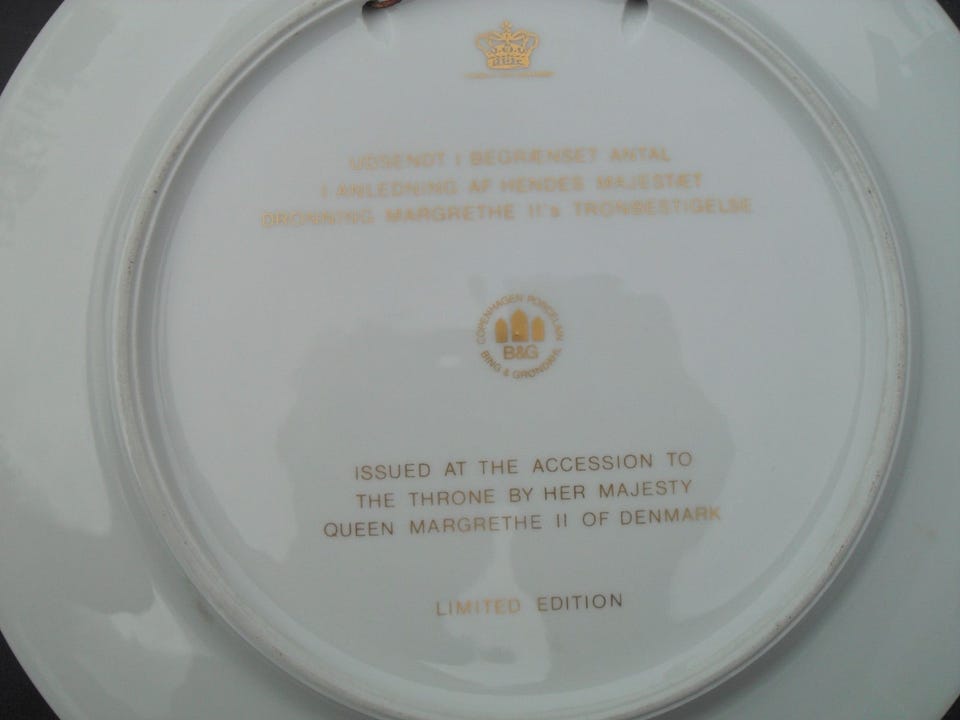 UDSENDT I BEGRÆNSET ANTAL
I ANLEDNING AF HENDES MAJESTÆT
DRONNING MARGRETHE II's TRONBESTIGELSE
COPENHAGEN PORCELAIN
B&G
BING & GRØNDAHL
ISSUED AT THE ACCESSION TO
THE THRONE BY HER MAJESTY
QUEEN MARGRETHE II OF DENMARK
LIMITED EDITION